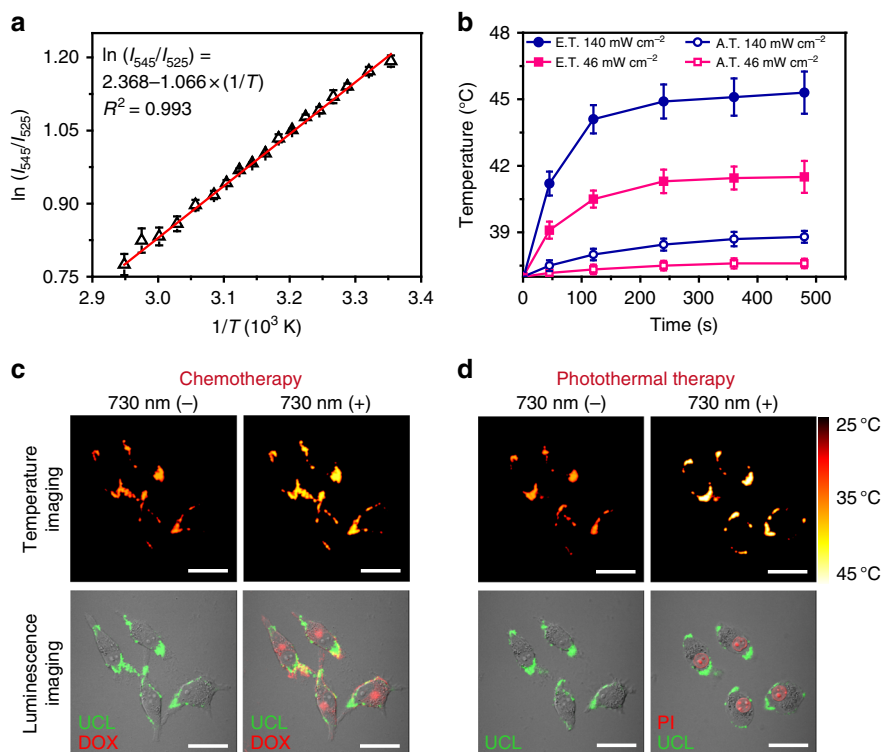 a
ln (I545/I525) =
2.368–1.066×(1/T)
R² = 0.993
1.20
1.05
0.90
0.75
ln (I545/I525)
2.9 3.0 3.1 3.2 3.3 3.4
1/T (10³ K)
b
E.T. 140 mW cm⁻² A.T. 140 mW cm⁻²
E.T. 46 mW cm⁻² A.T. 46 mW cm⁻²
48
45
42
39
Temperature (°C)
0 100 200 300 400 500
Time (s)
c
Chemotherapy
730 nm (–) 730 nm (+)
Temperature
imaging
Luminescence
imaging
UCL
DOX
UCL
DOX
d
Photothermal therapy
730 nm (–) 730 nm (+)
25 °C
35 °C
45 °C
UCL
PI
UCL